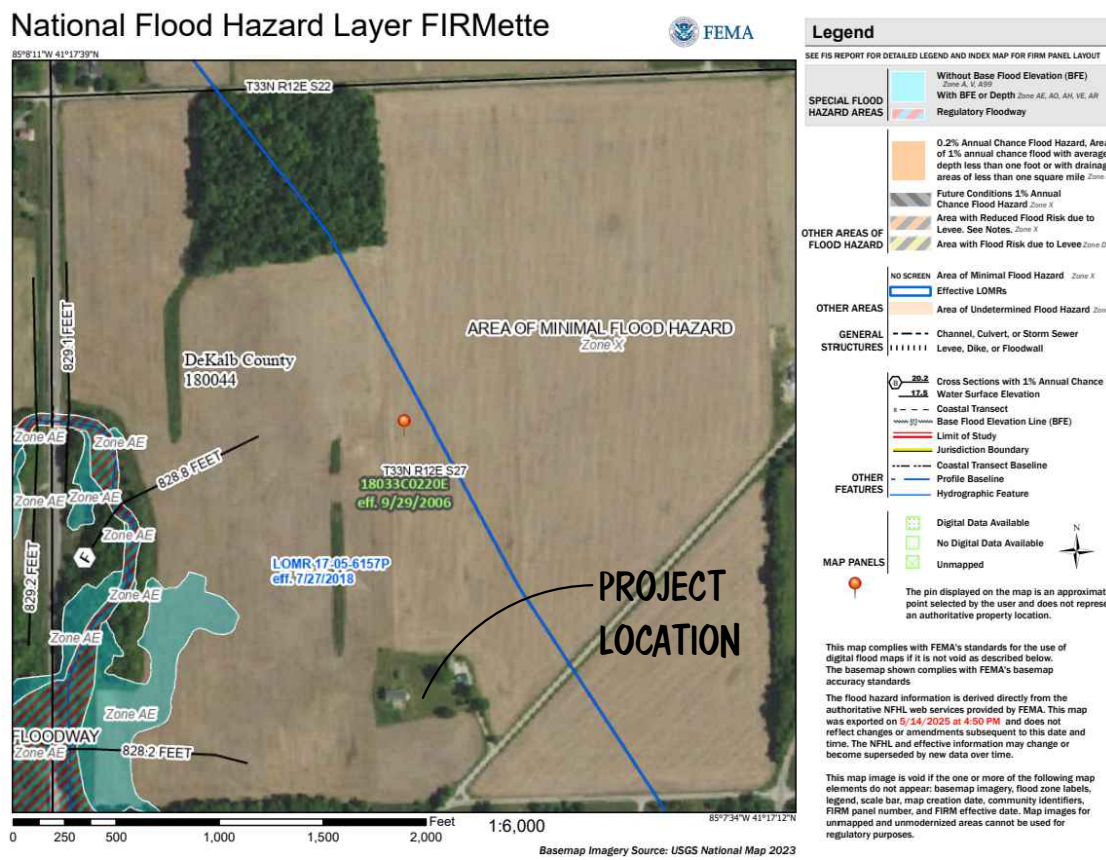 National Flood Hazard Layer FIRMette
FEMA
85°8'11"W 41°17'39"N
T33N R12E S22
829.1 FEET
AREA OF MINIMAL FLOOD HAZARD
Zone X
DeKalb County
180044
Zone AE
Zone AE
828.8 FEET
T33N R12E S27
18033C0220E
eff. 9/29/2006
Zone AE
Zone AE
Zone AE
F
829.2 FEET
LOMR 17-05-6157P
eff. 7/27/2018
Zone AE
Zone AE
PROJECT
LOCATION
Zone AE
FLOODWAY
Zone AE
828.2 FEET
85°7'34"W 41°17'12"N
0 250 500 1,000 1,500 2,000 Feet
1:6,000
Basemap Imagery Source: USGS National Map 2023
Legend
SEE FIS REPORT FOR DETAILED LEGEND AND INDEX MAP FOR FIRM PANEL LAYOUT
SPECIAL FLOOD
HAZARD AREAS
Without Base Flood Elevation (BFE)
Zone A, V, A99
With BFE or Depth Zone AE, AO, AH, VE, AR
Regulatory Floodway
OTHER AREAS OF
FLOOD HAZARD
0.2% Annual Chance Flood Hazard, Area
of 1% annual chance flood with average
depth less than one foot or with drainag
areas of less than one square mile Zone
Future Conditions 1% Annual
Chance Flood Hazard Zone X
Area with Reduced Flood Risk due to
Levee. See Notes. Zone X
Area with Flood Risk due to Levee Zone D
OTHER AREAS
NO SCREEN Area of Minimal Flood Hazard Zone X
Effective LOMRs
Area of Undetermined Flood Hazard Zon
GENERAL
STRUCTURES
Channel, Culvert, or Storm Sewer
Levee, Dike, or Floodwall
OTHER
FEATURES
B 20.2 Cross Sections with 1% Annual Chance
17.5 Water Surface Elevation
8 Coastal Transect
513 Base Flood Elevation Line (BFE)
Limit of Study
Jurisdiction Boundary
Coastal Transect Baseline
Profile Baseline
Hydrographic Feature
MAP PANELS
Digital Data Available
No Digital Data Available
Unmapped
N
The pin displayed on the map is an approximat
point selected by the user and does not represe
an authoritative property location.
This map complies with FEMA's standards for the use of
digital flood maps if it is not void as described below.
The basemap shown complies with FEMA's basemap
accuracy standards
The flood hazard information is derived directly from the
authoritative NFHL web services provided by FEMA. This map
was exported on 5/14/2025 at 4:50 PM and does not
reflect changes or amendments subsequent to this date and
time. The NFHL and effective information may change or
become superseded by new data over time.
This map image is void if the one or more of the following map
elements do not appear: basemap imagery, flood zone labels,
legend, scale bar, map creation date, community identifiers,
FIRM panel number, and FIRM effective date. Map images for
unmapped and unmodernized areas cannot be used for
regulatory purposes.